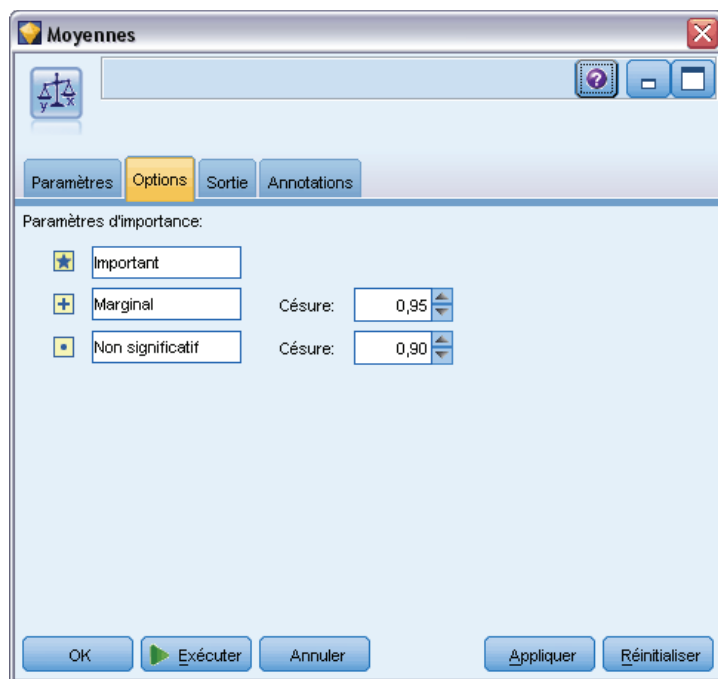 Moyennes
Paramètres Options Sortie Annotations
Paramètres d'importance:
Important
Marginal Césure: 0,95
Non significatif Césure: 0,90
OK Exécuter Annuler Appliquer Réinitialiser